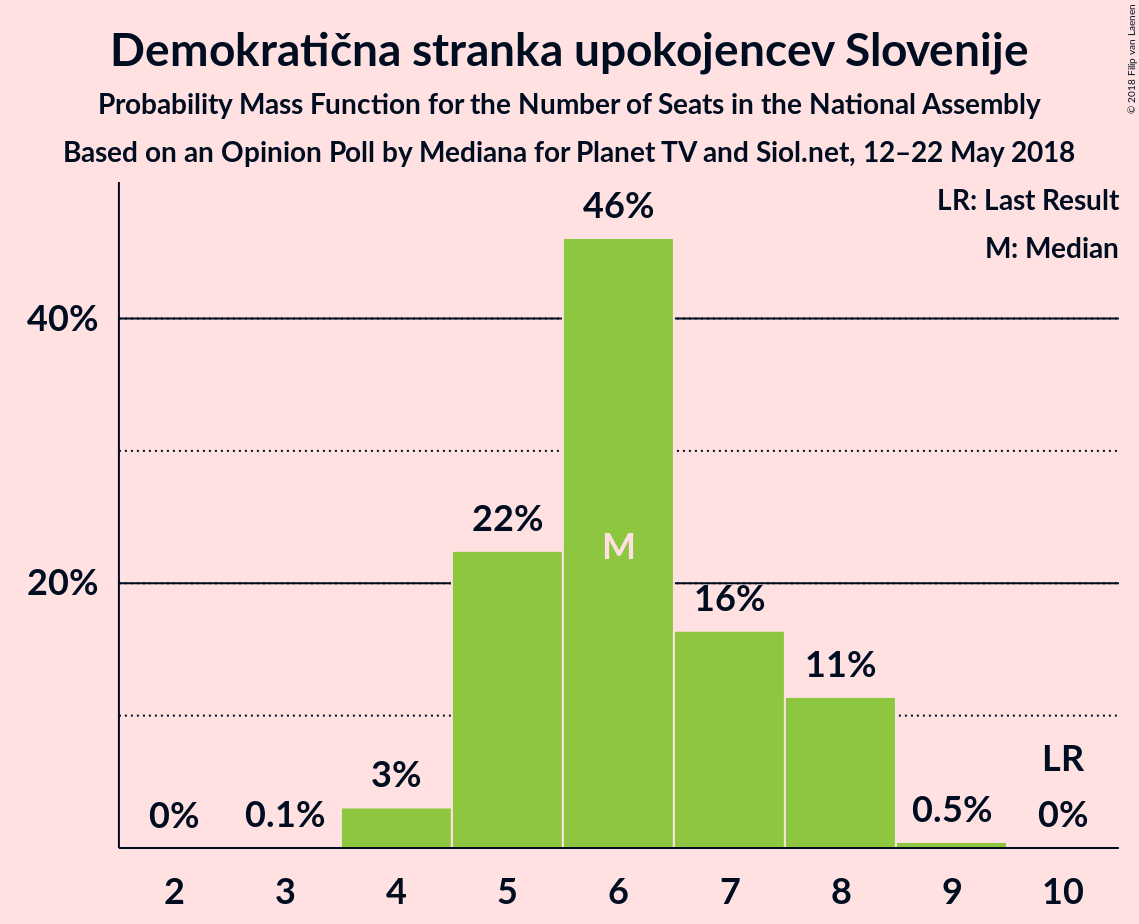 Demokratična stranka upokojencev Slovenije
Probability Mass Function for the Number of Seats in the National Assembly
Based on an Opinion Poll by Mediana for Planet TV and Siol.net, 12–22 May 2018
© 2018 Filip van Laenen
LR: Last Result
M: Median
46%
40%
22%
M
20%
16%
11%
3%
LR
0%
0.1%
0.5%
0%
2 3 4 5 6 7 8 9 10